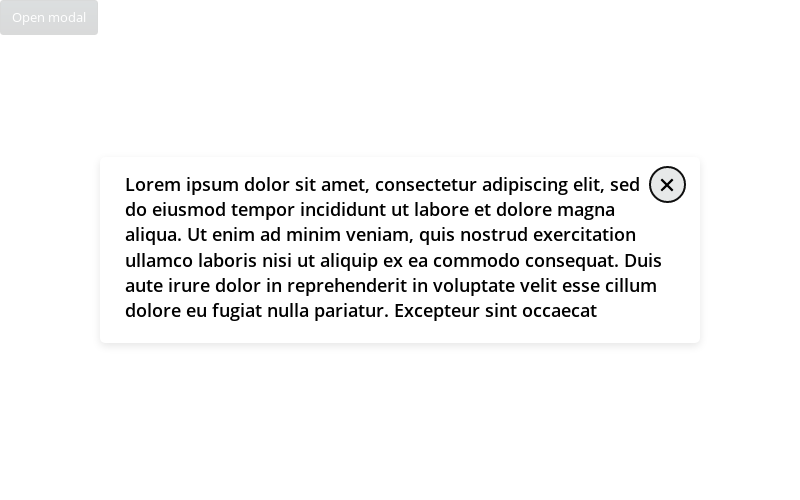 Open modal
Lorem ipsum dolor sit amet, consectetur adipiscing elit, sed
do eiusmod tempor incididunt ut labore et dolore magna
aliqua. Ut enim ad minim veniam, quis nostrud exercitation
ullamco laboris nisi ut aliquip ex ea commodo consequat. Duis
aute irure dolor in reprehenderit in voluptate velit esse cillum
dolore eu fugiat nulla pariatur. Excepteur sint occaecat